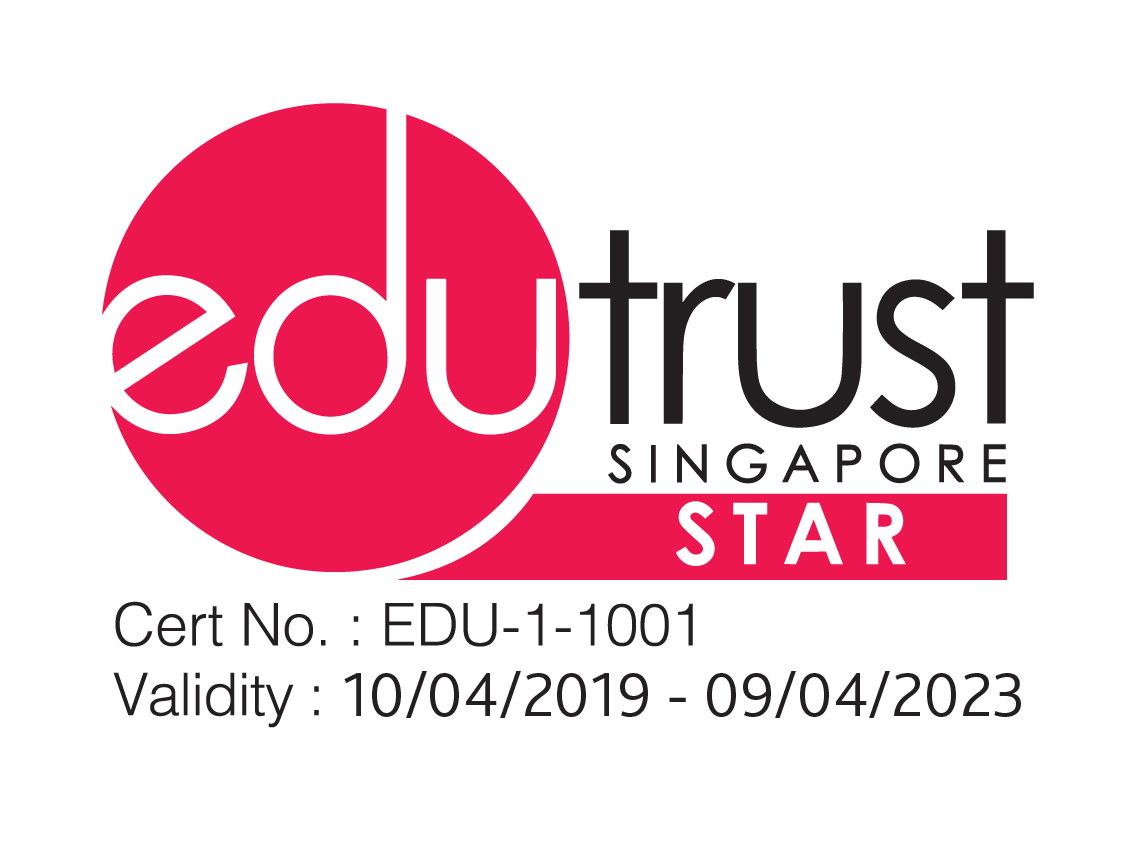 edutrust
SINGAPORE
STAR
Cert No. : EDU-1-1001
Validity : 10/04/2019 - 09/04/2023